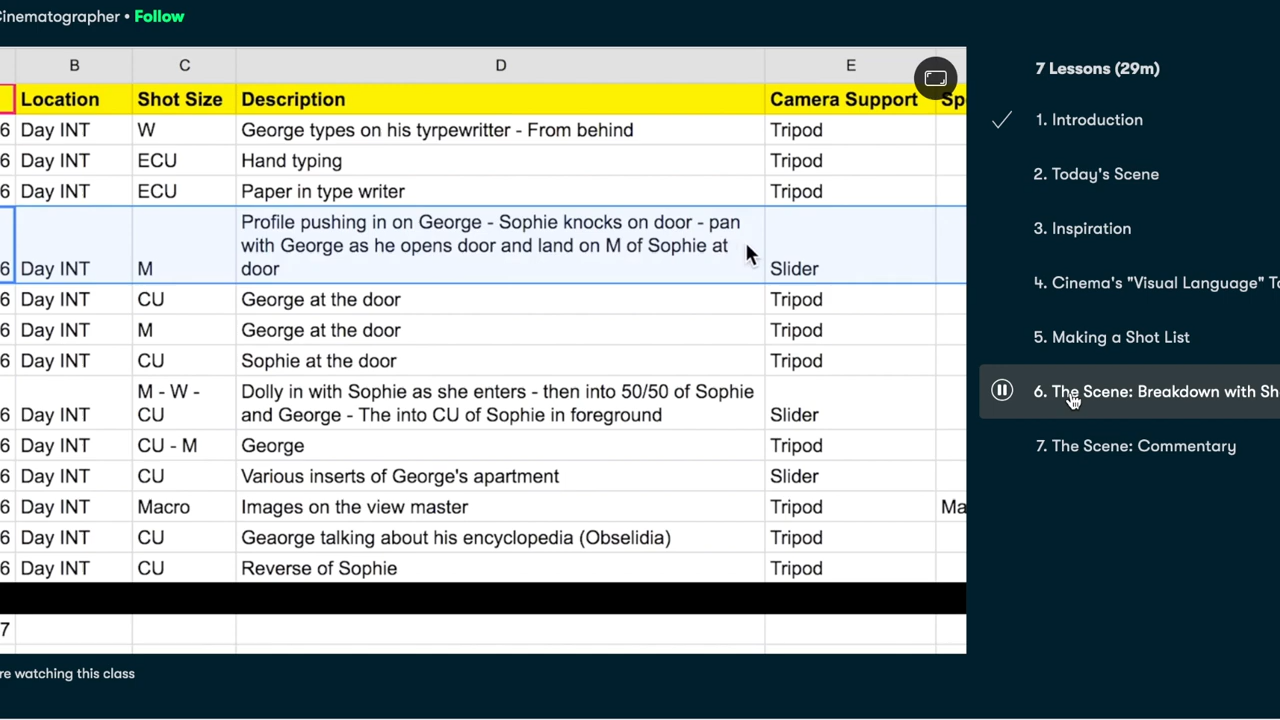 Cinematographer • Follow
B C D E
Location Shot Size Description Camera Support Sp
6 Day INT W George types on his tyrpewritter - From behind Tripod
6 Day INT ECU Hand typing Tripod
6 Day INT ECU Paper in type writer Tripod
Profile pushing in on George - Sophie knocks on door - pan
with George as he opens door and land on M of Sophie at
6 Day INT M door Slider
6 Day INT CU George at the door Tripod
6 Day INT M George at the door Tripod
6 Day INT CU Sophie at the door Tripod
M - W - Dolly in with Sophie as she enters - then into 50/50 of Sophie
6 Day INT CU and George - The into CU of Sophie in foreground Slider
6 Day INT CU - M George Tripod
6 Day INT CU Various inserts of George's apartment Slider
6 Day INT Macro Images on the view master Tripod Ma
6 Day INT CU Geaorge talking about his encyclopedia (Obselidia) Tripod
6 Day INT CU Reverse of Sophie Tripod
7
re watching this class
7 Lessons (29m)
1. Introduction
2. Today's Scene
3. Inspiration
4. Cinema's "Visual Language" To
5. Making a Shot List
6. The Scene: Breakdown with Sh
7. The Scene: Commentary